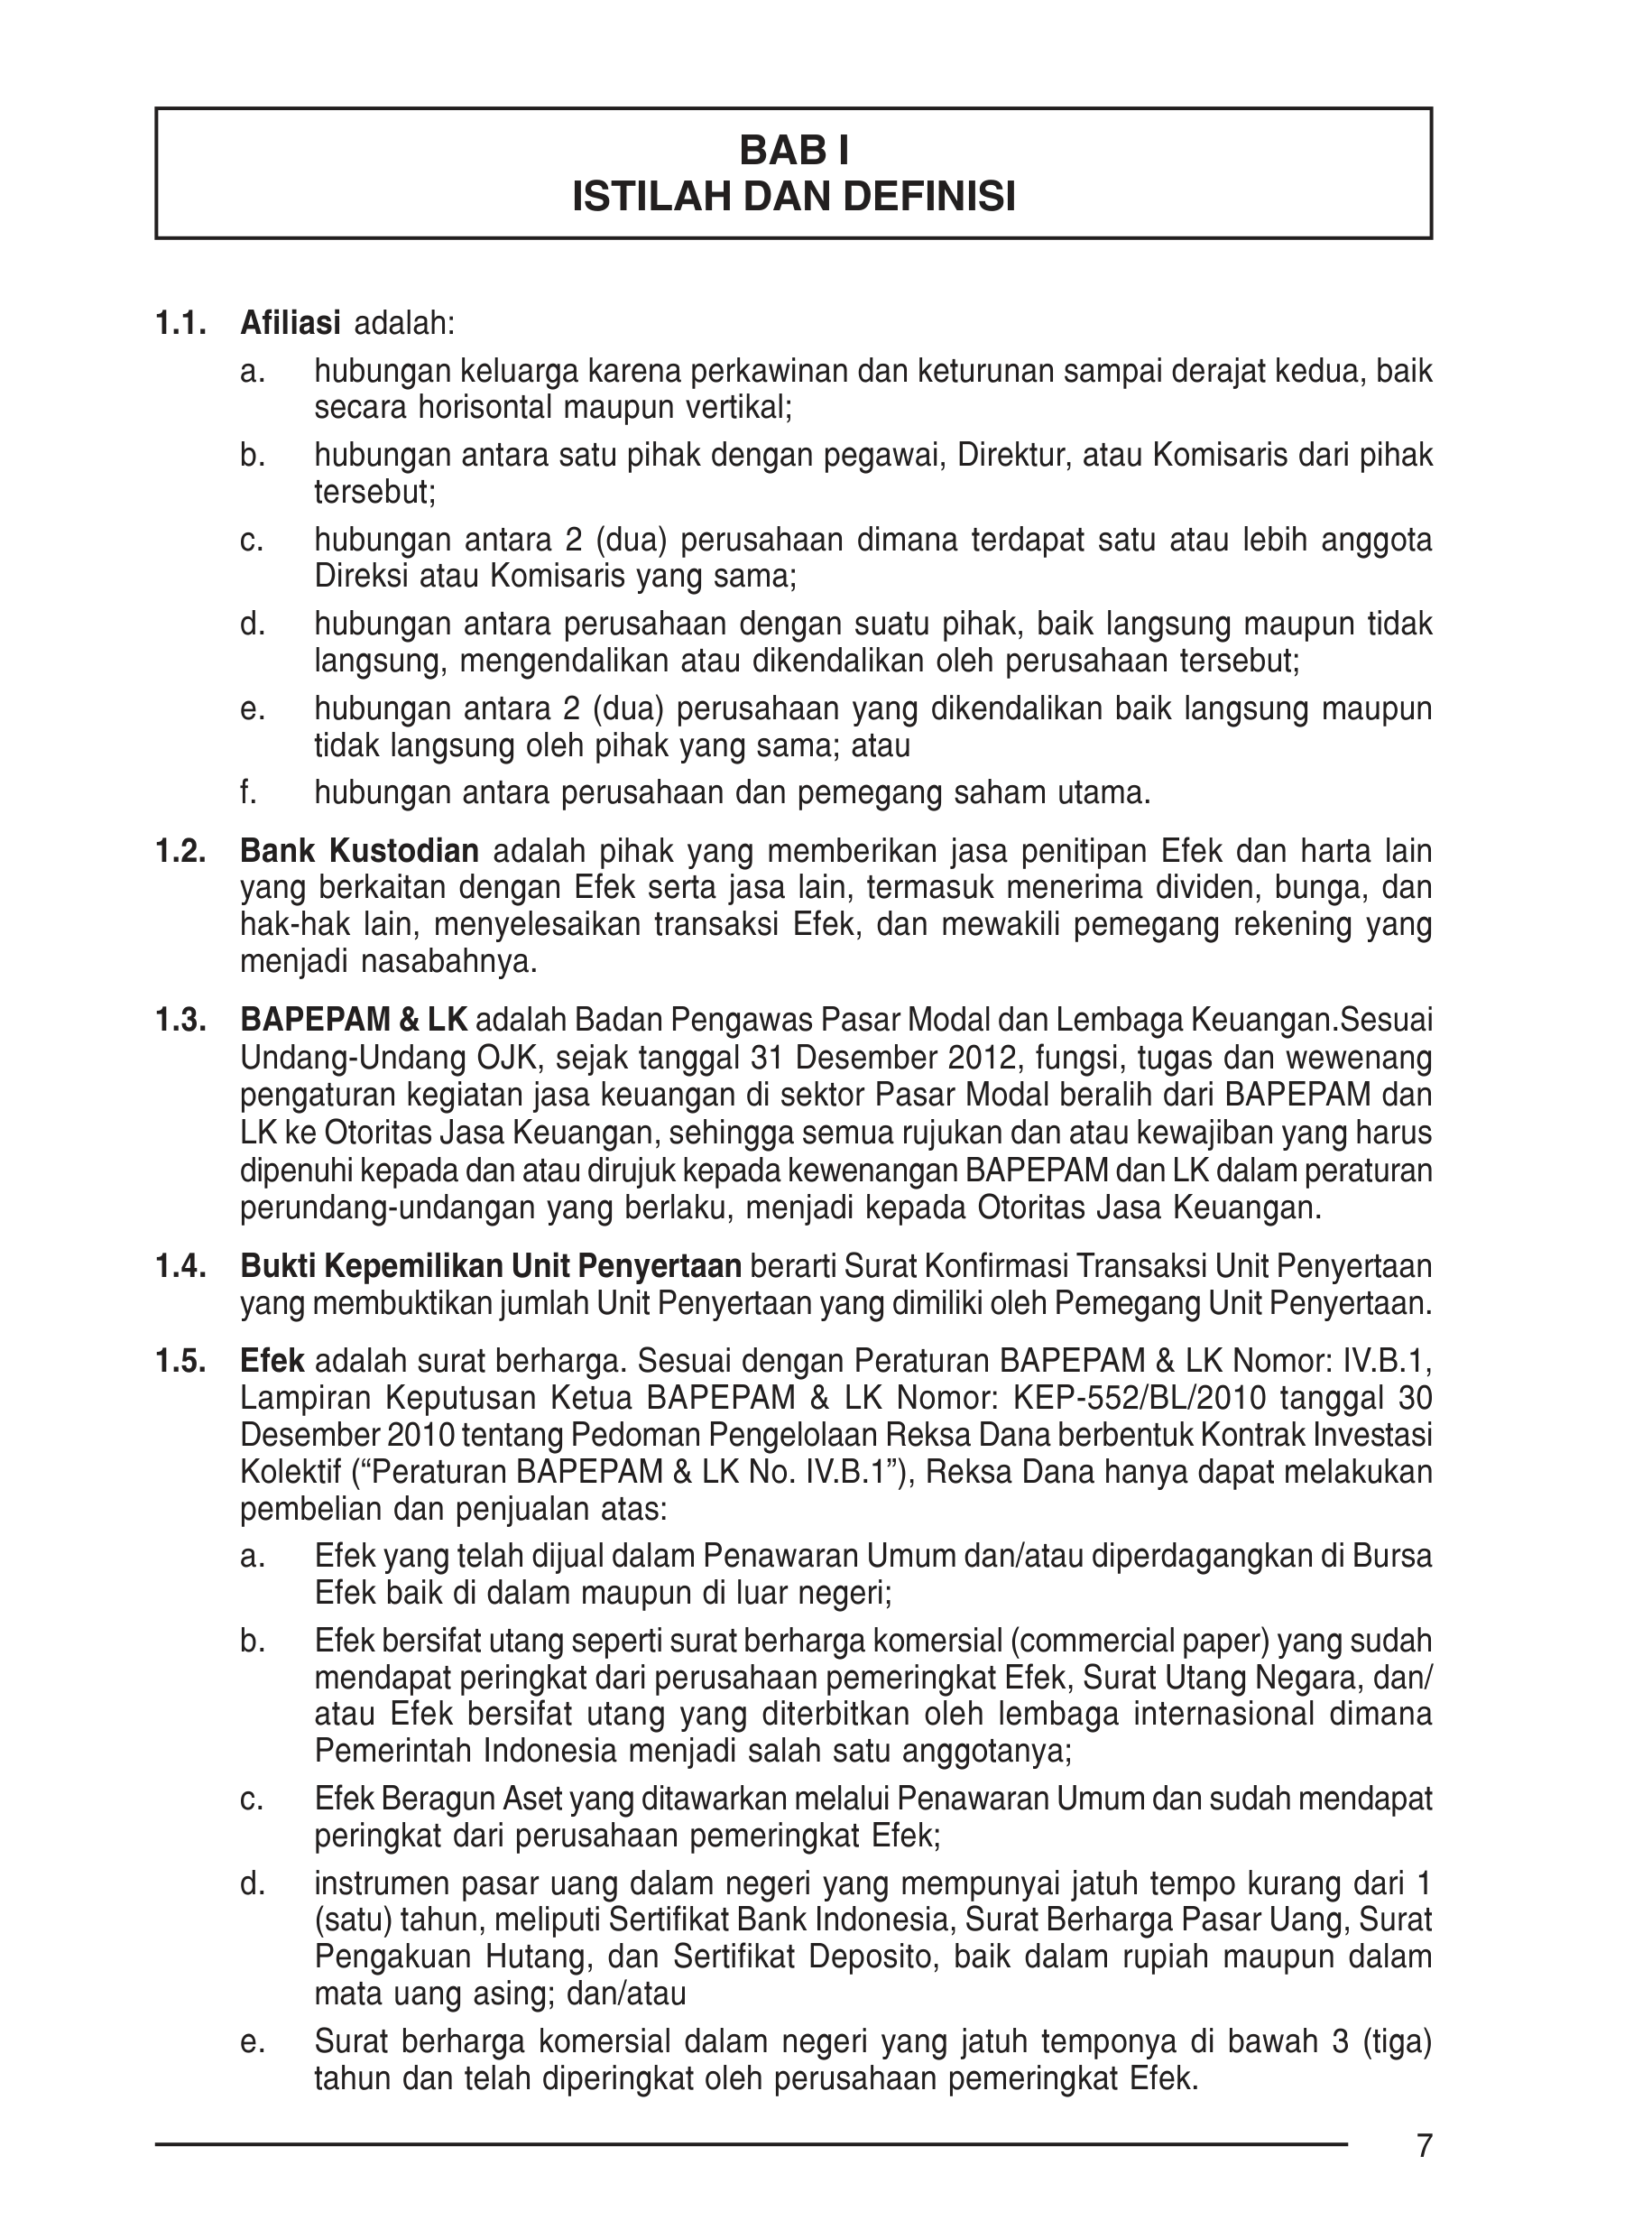 BAB I
ISTILAH DAN DEFINISI
1.1. Afiliasi adalah:
a. hubungan keluarga karena perkawinan dan keturunan sampai derajat kedua, baik
secara horisontal maupun vertikal;
b. hubungan antara satu pihak dengan pegawai, Direktur, atau Komisaris dari pihak
tersebut;
c. hubungan antara 2 (dua) perusahaan dimana terdapat satu atau lebih anggota
Direksi atau Komisaris yang sama;
d. hubungan antara perusahaan dengan suatu pihak, baik langsung maupun tidak
langsung, mengendalikan atau dikendalikan oleh perusahaan tersebut;
e. hubungan antara 2 (dua) perusahaan yang dikendalikan baik langsung maupun
tidak langsung oleh pihak yang sama; atau
f. hubungan antara perusahaan dan pemegang saham utama.
1.2. Bank Kustodian adalah pihak yang memberikan jasa penitipan Efek dan harta lain
yang berkaitan dengan Efek serta jasa lain, termasuk menerima dividen, bunga, dan
hak-hak lain, menyelesaikan transaksi Efek, dan mewakili pemegang rekening yang
menjadi nasabahnya.
1.3. BAPEPAM & LK adalah Badan Pengawas Pasar Modal dan Lembaga Keuangan.Sesuai
Undang-Undang OJK, sejak tanggal 31 Desember 2012, fungsi, tugas dan wewenang
pengaturan kegiatan jasa keuangan di sektor Pasar Modal beralih dari BAPEPAM dan
LK ke Otoritas Jasa Keuangan, sehingga semua rujukan dan atau kewajiban yang harus
dipenuhi kepada dan atau dirujuk kepada kewenangan BAPEPAM dan LK dalam peraturan
perundang-undangan yang berlaku, menjadi kepada Otoritas Jasa Keuangan.
1.4. Bukti Kepemilikan Unit Penyertaan berarti Surat Konfirmasi Transaksi Unit Penyertaan
yang membuktikan jumlah Unit Penyertaan yang dimiliki oleh Pemegang Unit Penyertaan.
1.5. Efek adalah surat berharga. Sesuai dengan Peraturan BAPEPAM & LK Nomor: IV.B.1,
Lampiran Keputusan Ketua BAPEPAM & LK Nomor: KEP-552/BL/2010 tanggal 30
Desember 2010 tentang Pedoman Pengelolaan Reksa Dana berbentuk Kontrak Investasi
Kolektif (“Peraturan BAPEPAM & LK No. IV.B.1”), Reksa Dana hanya dapat melakukan
pembelian dan penjualan atas:
a. Efek yang telah dijual dalam Penawaran Umum dan/atau diperdagangkan di Bursa
Efek baik di dalam maupun di luar negeri;
b. Efek bersifat utang seperti surat berharga komersial (commercial paper) yang sudah
mendapat peringkat dari perusahaan pemeringkat Efek, Surat Utang Negara, dan/
atau Efek bersifat utang yang diterbitkan oleh lembaga internasional dimana
Pemerintah Indonesia menjadi salah satu anggotanya;
c. Efek Beragun Aset yang ditawarkan melalui Penawaran Umum dan sudah mendapat
peringkat dari perusahaan pemeringkat Efek;
d. instrumen pasar uang dalam negeri yang mempunyai jatuh tempo kurang dari 1
(satu) tahun, meliputi Sertifikat Bank Indonesia, Surat Berharga Pasar Uang, Surat
Pengakuan Hutang, dan Sertifikat Deposito, baik dalam rupiah maupun dalam
mata uang asing; dan/atau
e. Surat berharga komersial dalam negeri yang jatuh temponya di bawah 3 (tiga)
tahun dan telah diperingkat oleh perusahaan pemeringkat Efek.
7